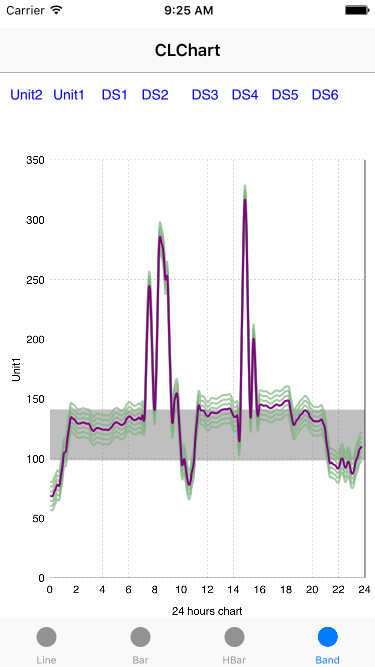 Carrier 9:25 AM
CLChart
Unit2 Unit1 DS1 DS2 DS3 DS4 DS5 DS6
350
300
250
200
150
100
50
0
Unit1
0 2 4 6 8 10 12 14 16 18 20 22 24
24 hours chart
Line Bar HBar Band